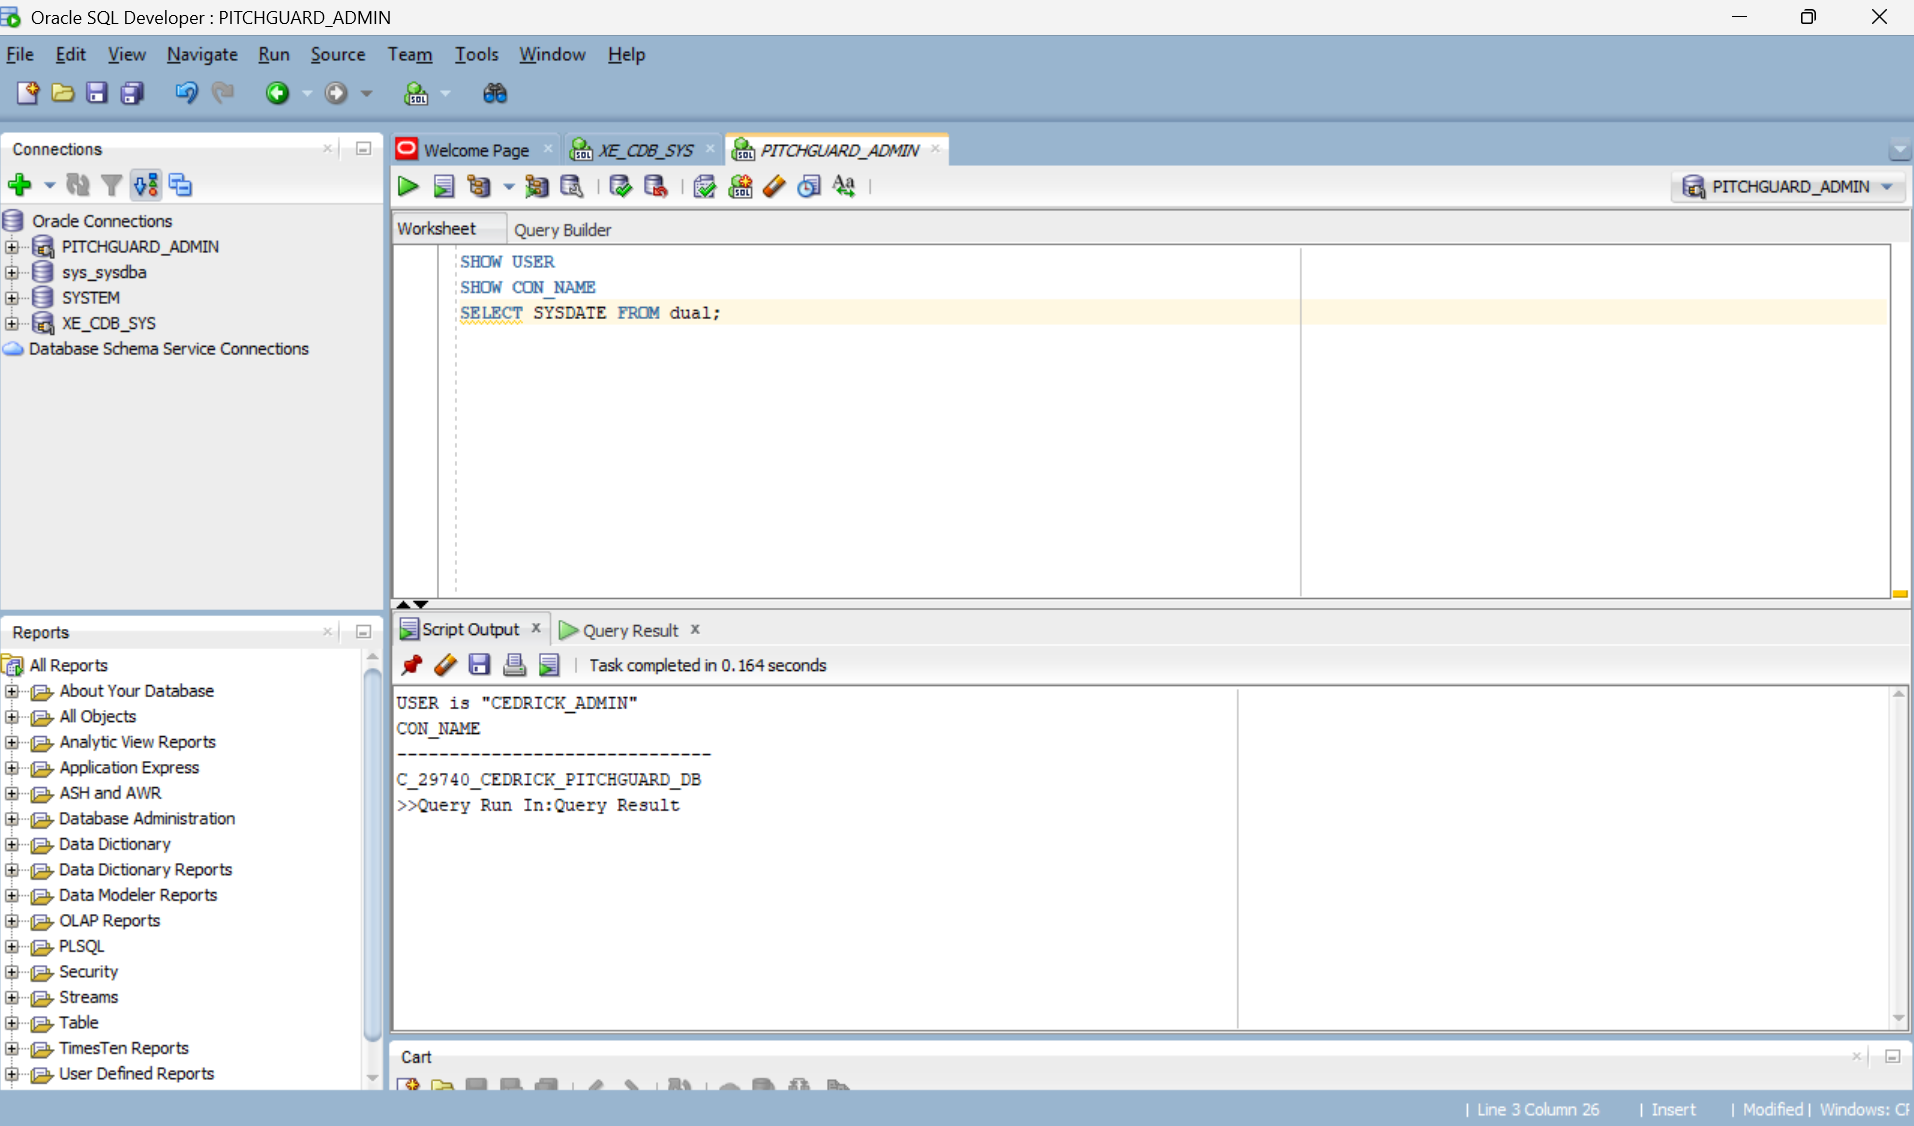 Oracle SQL Developer : PITCHGUARD_ADMIN
File Edit View Navigate Run Source Team Tools Window Help
Connections
Oracle Connections
PITCHGUARD_ADMIN
sys_sysdba
SYSTEM
XE_CDB_SYS
Database Schema Service Connections
Welcome Page XE_CDB_SYS PITCHGUARD_ADMIN
PITCHGUARD_ADMIN
Worksheet Query Builder
SHOW USER
SHOW CON_NAME
SELECT SYSDATE FROM dual;
Script Output Query Result
Task completed in 0.164 seconds
USER is "CEDRICK_ADMIN"
CON_NAME
------------------------------
C_29740_CEDRICK_PITCHGUARD_DB
>>Query Run In:Query Result
Reports
All Reports
About Your Database
All Objects
Analytic View Reports
Application Express
ASH and AWR
Database Administration
Data Dictionary
Data Dictionary Reports
Data Modeler Reports
OLAP Reports
PLSQL
Security
Streams
Table
TimesTen Reports
User Defined Reports
Cart
Line 3 Column 26 | Insert | Modified | Windows: